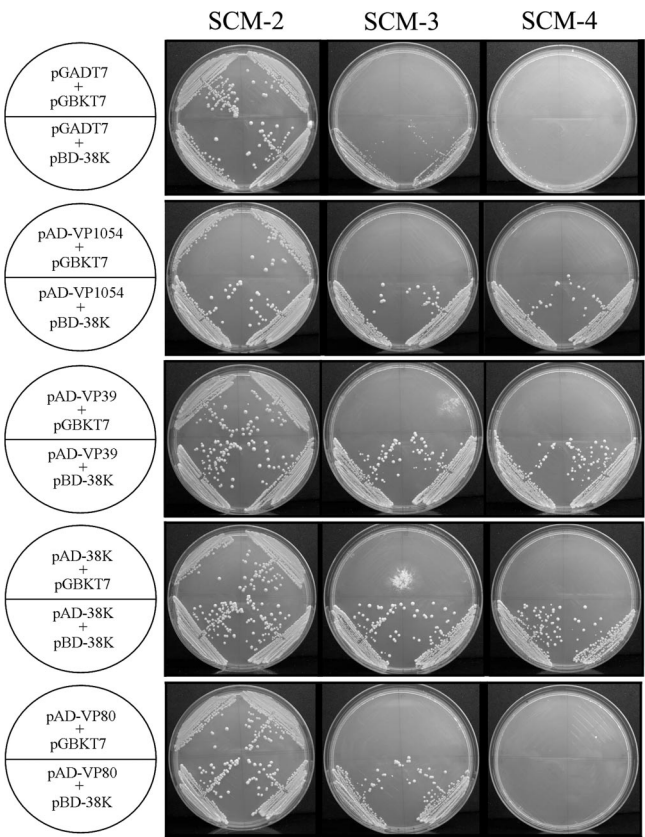 SCM-2 SCM-3 SCM-4
pGADT7
+
pGBKT7
pGADT7
+
pBD-38K
pAD-VP1054
+
pGBKT7
pAD-VP1054
+
pBD-38K
pAD-VP39
+
pGBKT7
pAD-VP39
+
pBD-38K
pAD-38K
+
pGBKT7
pAD-38K
+
pBD-38K
pAD-VP80
+
pGBKT7
pAD-VP80
+
pBD-38K